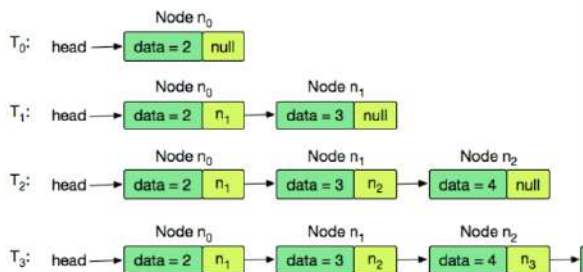 Node n₀
T₀: head data = 2 null
Node n₀ Node n₁
T₁: head data = 2 n₁ data = 3 null
Node n₀ Node n₁ Node n₂
T₂: head data = 2 n₁ data = 3 n₂ data = 4 null
Node n₀ Node n₁ Node n₂
T₃: head data = 2 n₁ data = 3 n₂ data = 4 n₃